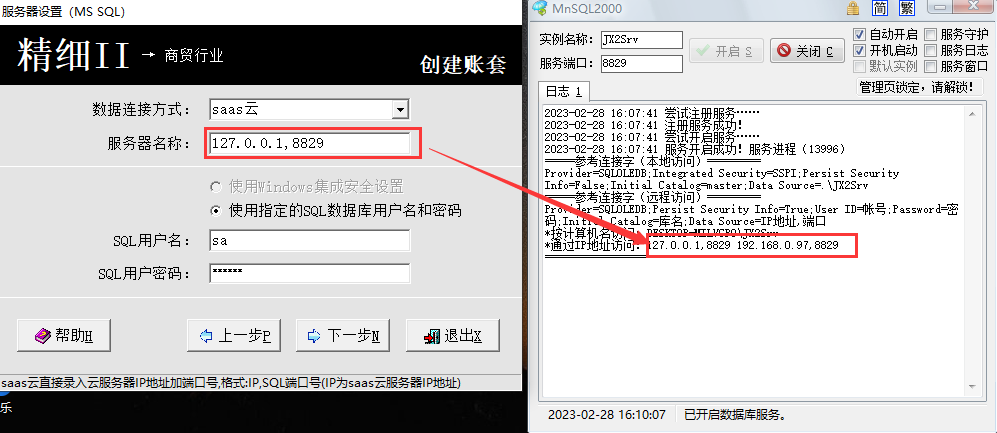 服务器设置（MS SQL）
精细II → 商贸行业
创建账套
数据连接方式：
saas云
服务器名称：
127.0.0.1,8829
使用Windows集成安全设置
使用指定的SQL数据库用户名和密码
SQL用户名：
sa
SQL用户密码：
******
帮助H
上一步P
下一步N
退出X
saas云直接录入云服务器IP地址加端口号,格式:IP,SQL端口号(IP为saas云服务器IP地址)
乐
MnSQL2000
简
繁
实例名称：
JX2Srv
服务端口：
8829
开启 S
关闭 C
自动开启
服务守护
开机启动
服务日志
默认实例
服务窗口
管理页锁定，请解锁！
日志 1
2023-02-28 16:07:41 尝试注册服务……
2023-02-28 16:07:41 注册服务成功！
2023-02-28 16:07:41 尝试开启服务……
2023-02-28 16:07:41 服务开启成功！服务进程（13996）
═════参考连接字（本地访问）═════════
Provider=SQLOLEDB;Integrated Security=SSPI;Persist Security
Info=False;Initial Catalog=master;Data Source=.\JX2Srv
═════参考连接字（远程访问）═════════
Provider=SQLOLEDB;Persist Security Info=True;User ID=帐号;Password=密
码;Initial Catalog=库名;Data Source=IP地址,端口
*按计算机名访问：
*通过IP地址访问：127.0.0.1,8829 192.168.0.97,8829
2023-02-28 16:10:07
已开启数据库服务。